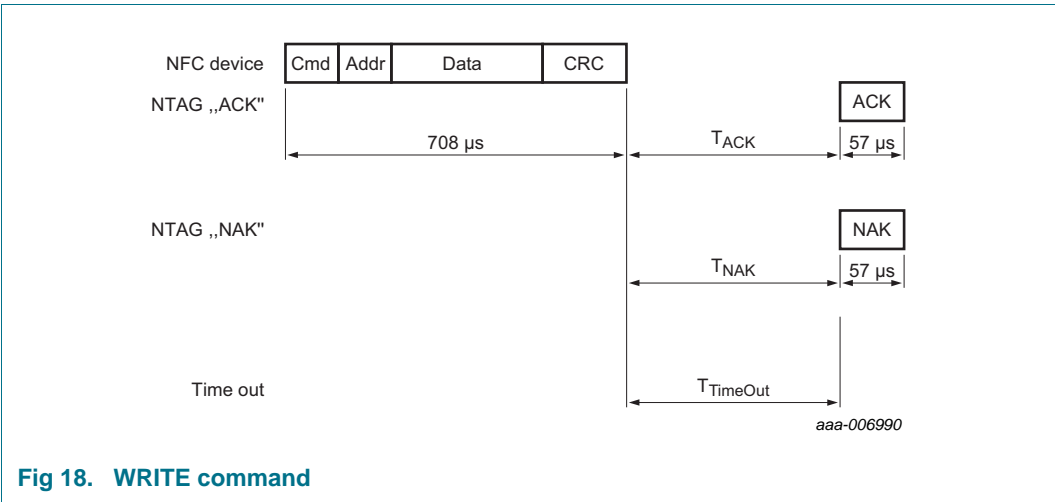 NFC device Cmd Addr Data CRC
NTAG ,,ACK" ACK
708 µs TACK 57 µs
NTAG ,,NAK" NAK
TNAK 57 µs
Time out TTimeOut
aaa-006990
Fig 18. WRITE command